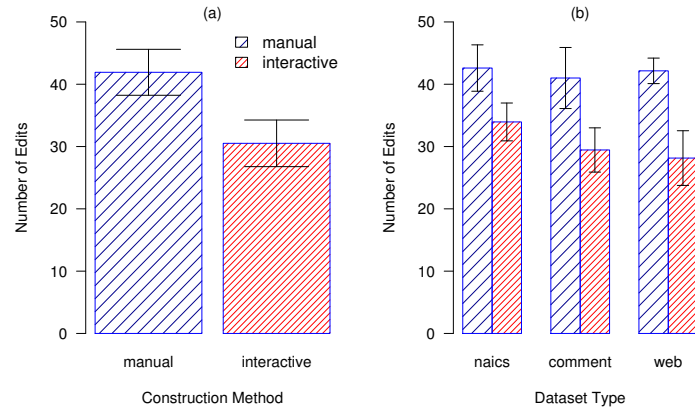 (a)
Number of Edits
50
40
30
20
10
0
manual
interactive
manual
interactive
Construction Method
(b)
Number of Edits
50
40
30
20
10
0
naics
comment
web
Dataset Type